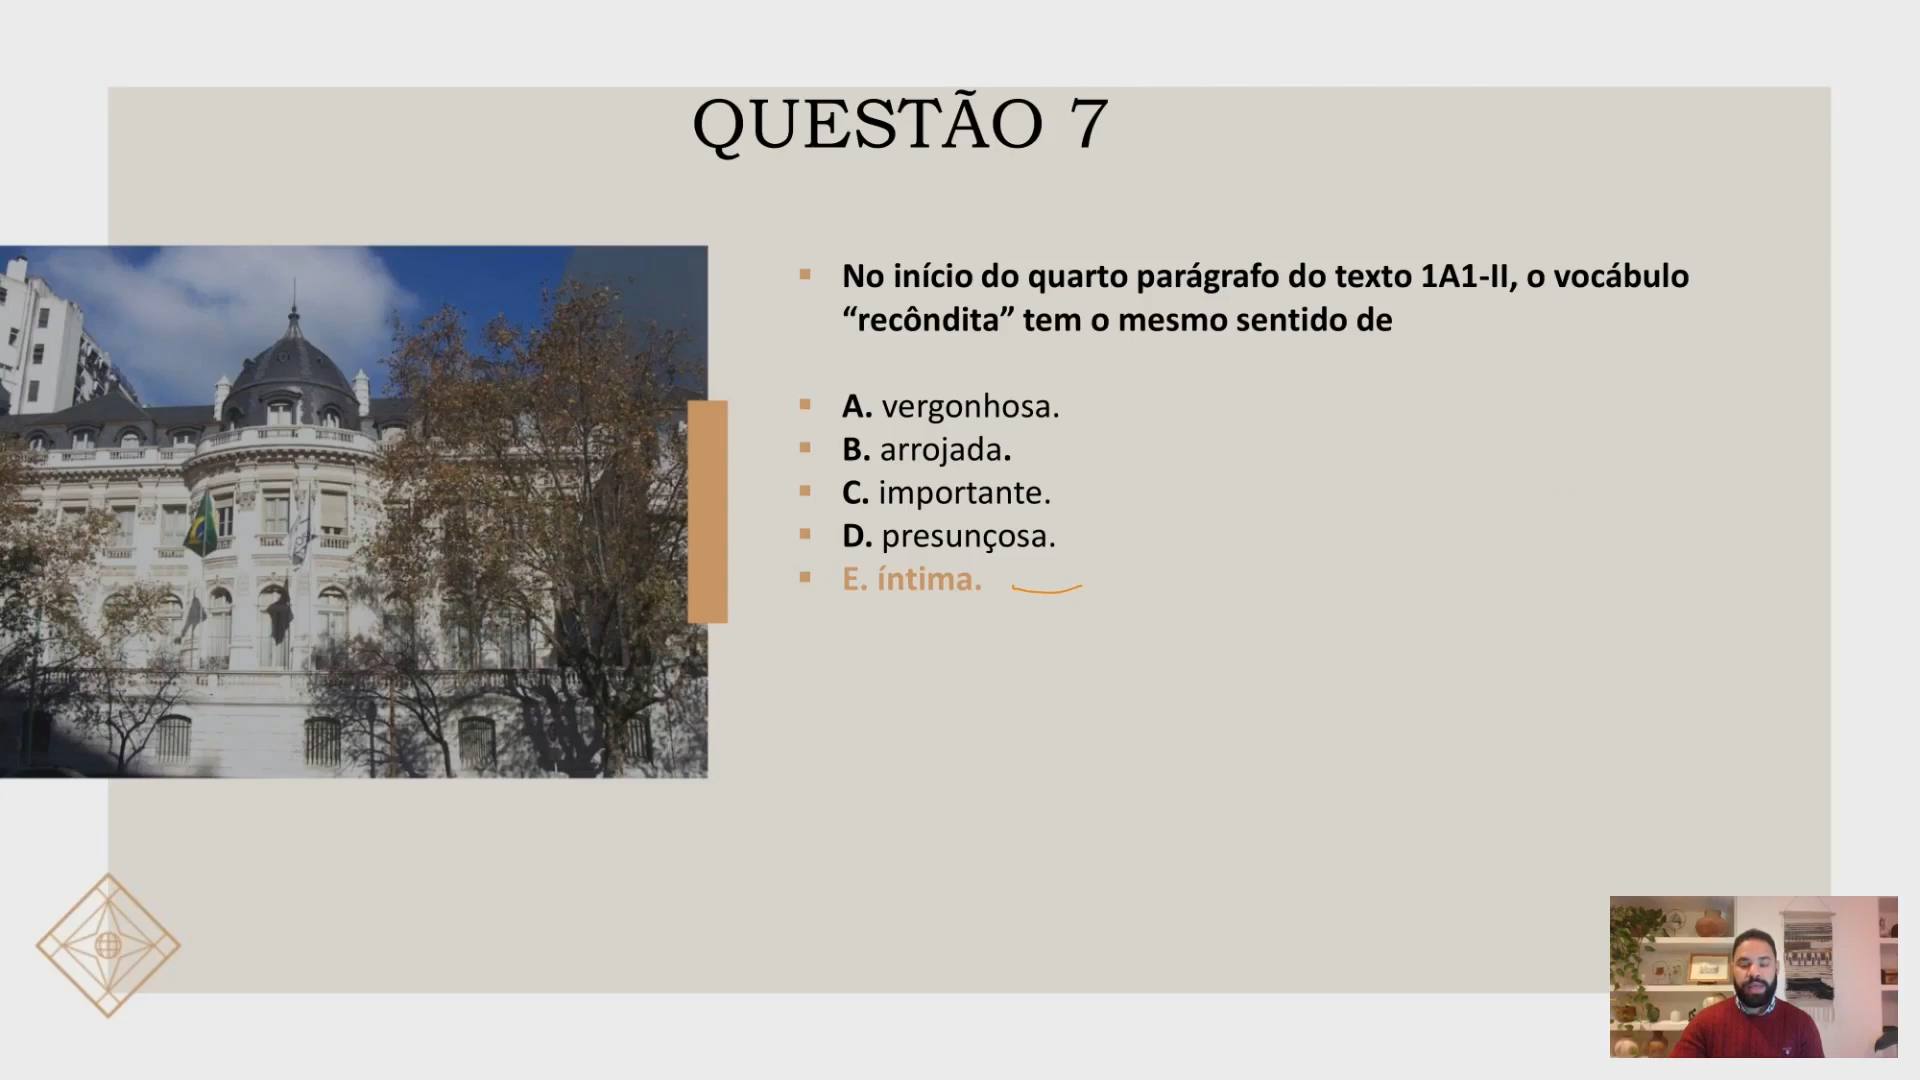 QUESTÃO 7
No início do quarto parágrafo do texto 1A1-II, o vocábulo
“recôndita” tem o mesmo sentido de
A. vergonhosa.
B. arrojada.
C. importante.
D. presunçosa.
E. íntima.